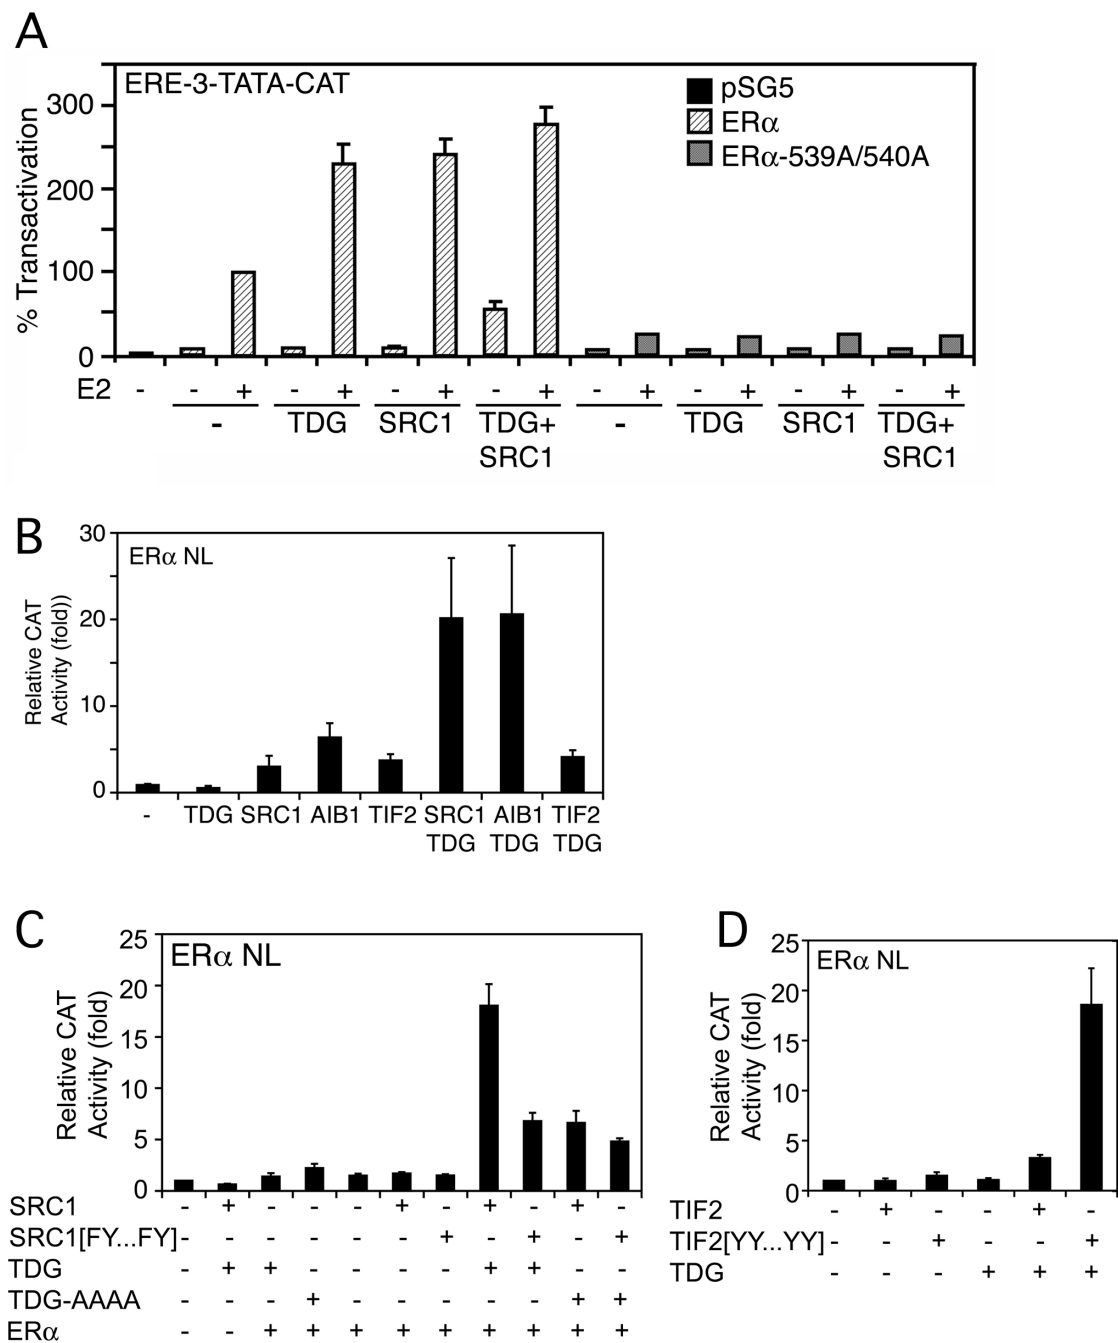 A
ERE-3-TATA-CAT
pSG5
ERα
ERα-539A/540A
% Transactivation
300
200
100
0
E2 - - + - + - + - + - + - + - + - +
- TDG SRC1 TDG+ - TDG SRC1 TDG+
SRC1 SRC1
B
ERα NL
Relative CAT
Activity (fold))
30
20
10
0
- TDG SRC1 AIB1 TIF2 SRC1 AIB1 TIF2
TDG TDG TDG
C
ERα NL
Relative CAT
Activity (fold)
25
20
15
10
5
0
SRC1 - + - - - + - + - + -
SRC1[FY...FY] - - - - - - + - + - +
TDG - + + - - - - + + - -
TDG-AAAA - - - + - - - - - + +
ERα - - + + + + + + + + +
D
ERα NL
Relative CAT
Activity (fold)
25
20
15
10
5
0
TIF2 - + - - + -
TIF2[YY...YY] - - + - - +
TDG - - - + + +